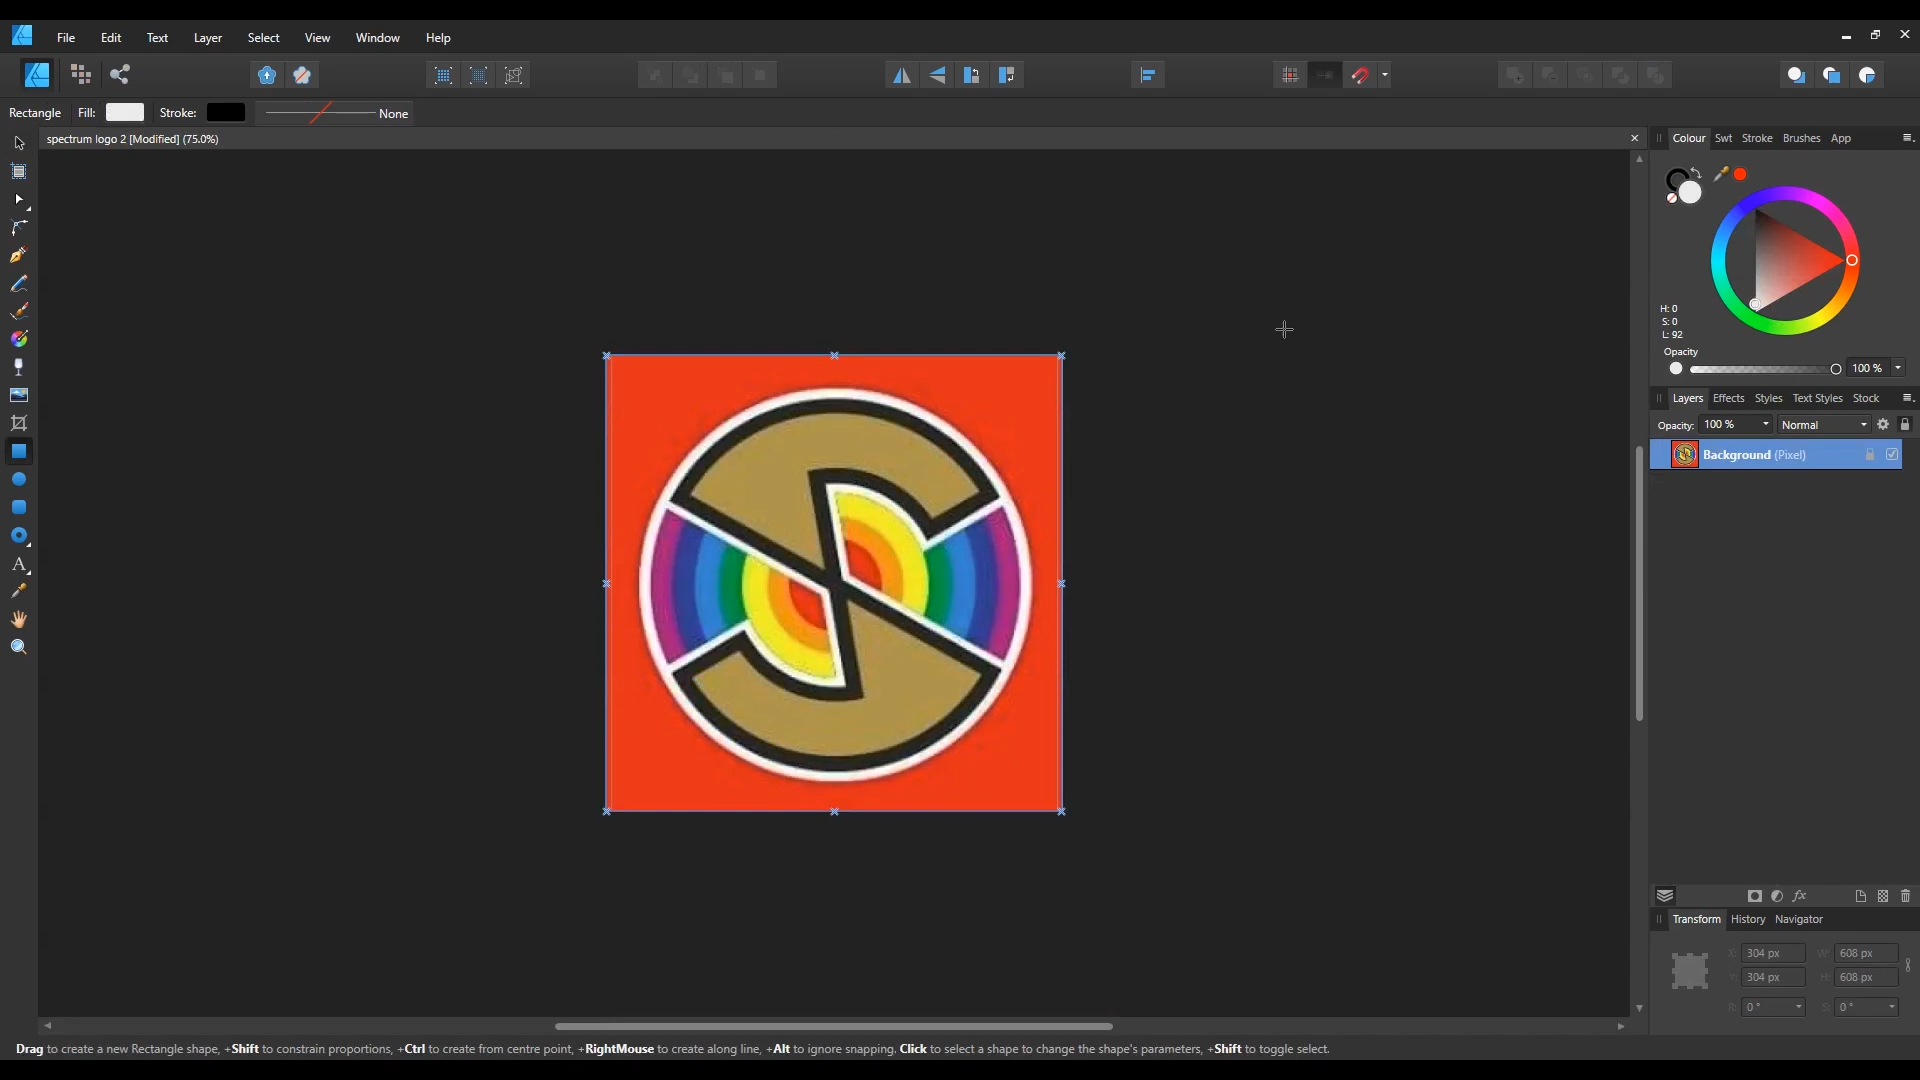 File Edit Text Layer Select View Window Help
Rectangle Fill: Stroke: None
spectrum logo 2 [Modified] (75.0%)
Colour Swt Stroke Brushes App
H: 0
S: 0
L: 92
Opacity
100 %
Layers Effects Styles Text Styles Stock
Opacity: 100 % Normal
Background (Pixel)
fx
Transform History Navigator
X: 304 px W: 608 px
Y: 304 px H: 608 px
R: 0 ° S: 0 °
Drag to create a new Rectangle shape, +Shift to constrain proportions, +Ctrl to create from centre point, +RightMouse to create along line, +Alt to ignore snapping. Click to select a shape to change the shape's parameters, +Shift to toggle select.